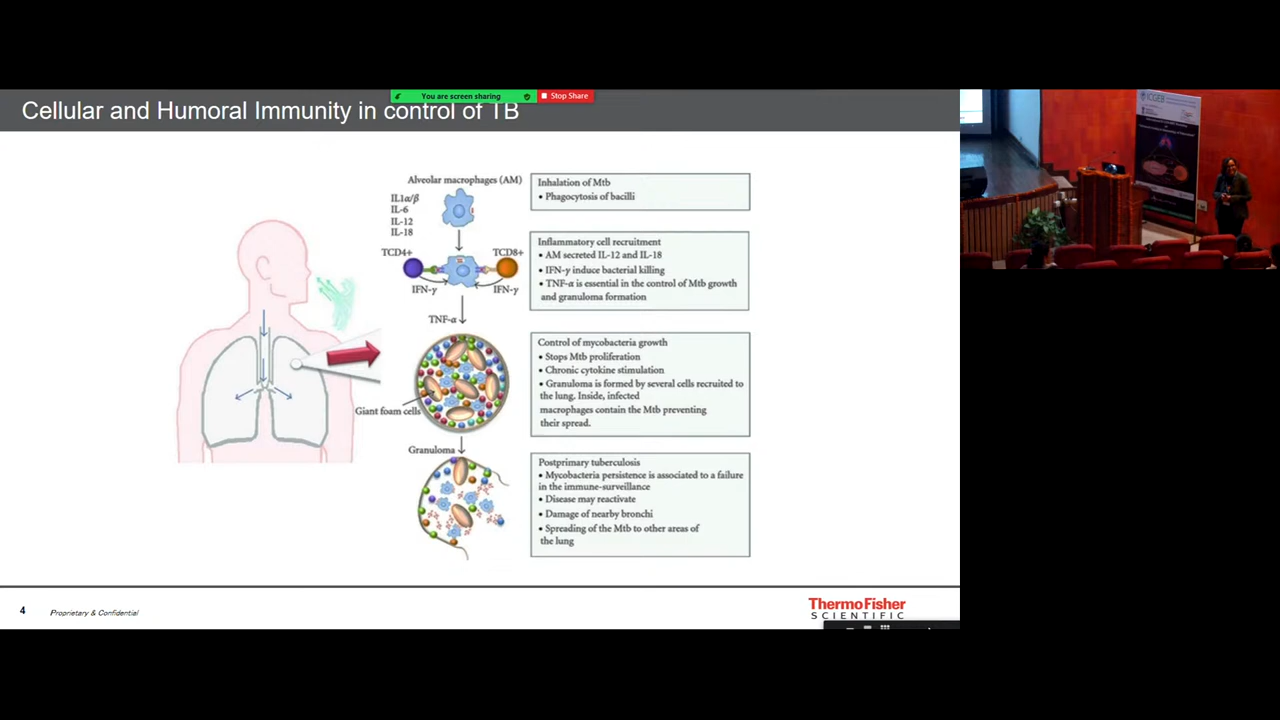 You are screen sharing
Stop Share
Cellular and Humoral Immunity in control of TB
Alveolar macrophages (AM)
IL1α/β
IL-6
IL-12
IL-18
TCD4+
TCD8+
IFN-γ
IFN-γ
TNF-α
Giant foam cells
Granuloma
Inhalation of Mtb
• Phagocytosis of bacilli
Inflammatory cell recruitment
• AM secreted IL-12 and IL-18
• IFN-γ induce bacterial killing
• TNF-α is essential in the control of Mtb growth
and granuloma formation
Control of mycobacteria growth
• Stops Mtb proliferation
• Chronic cytokine stimulation
• Granuloma is formed by several cells recruited to
the lung. Inside, infected
macrophages contain the Mtb preventing
their spread.
Postprimary tuberculosis
• Mycobacteria persistence is associated to a failure
in the immune-surveillance
• Disease may reactivate
• Damage of nearby bronchi
• Spreading of the Mtb to other areas of
the lung
4
Proprietary & Confidential
ThermoFisher
SCIENTIFIC